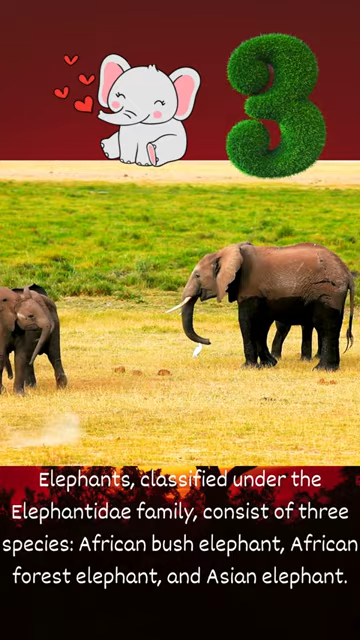 3
Elephants, classified under the
Elephantidae family, consist of three
species: African bush elephant, African
forest elephant, and Asian elephant.